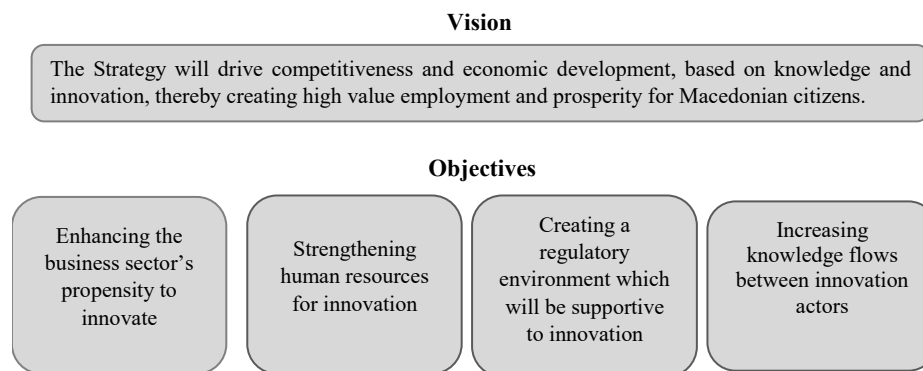 Vision
The Strategy will drive competitiveness and economic development, based on knowledge and
innovation, thereby creating high value employment and prosperity for Macedonian citizens.
Objectives
Enhancing the
business sector’s
propensity to
innovate
Strengthening
human resources
for innovation
Creating a
regulatory
environment which
will be supportive
to innovation
Increasing
knowledge flows
between innovation
actors